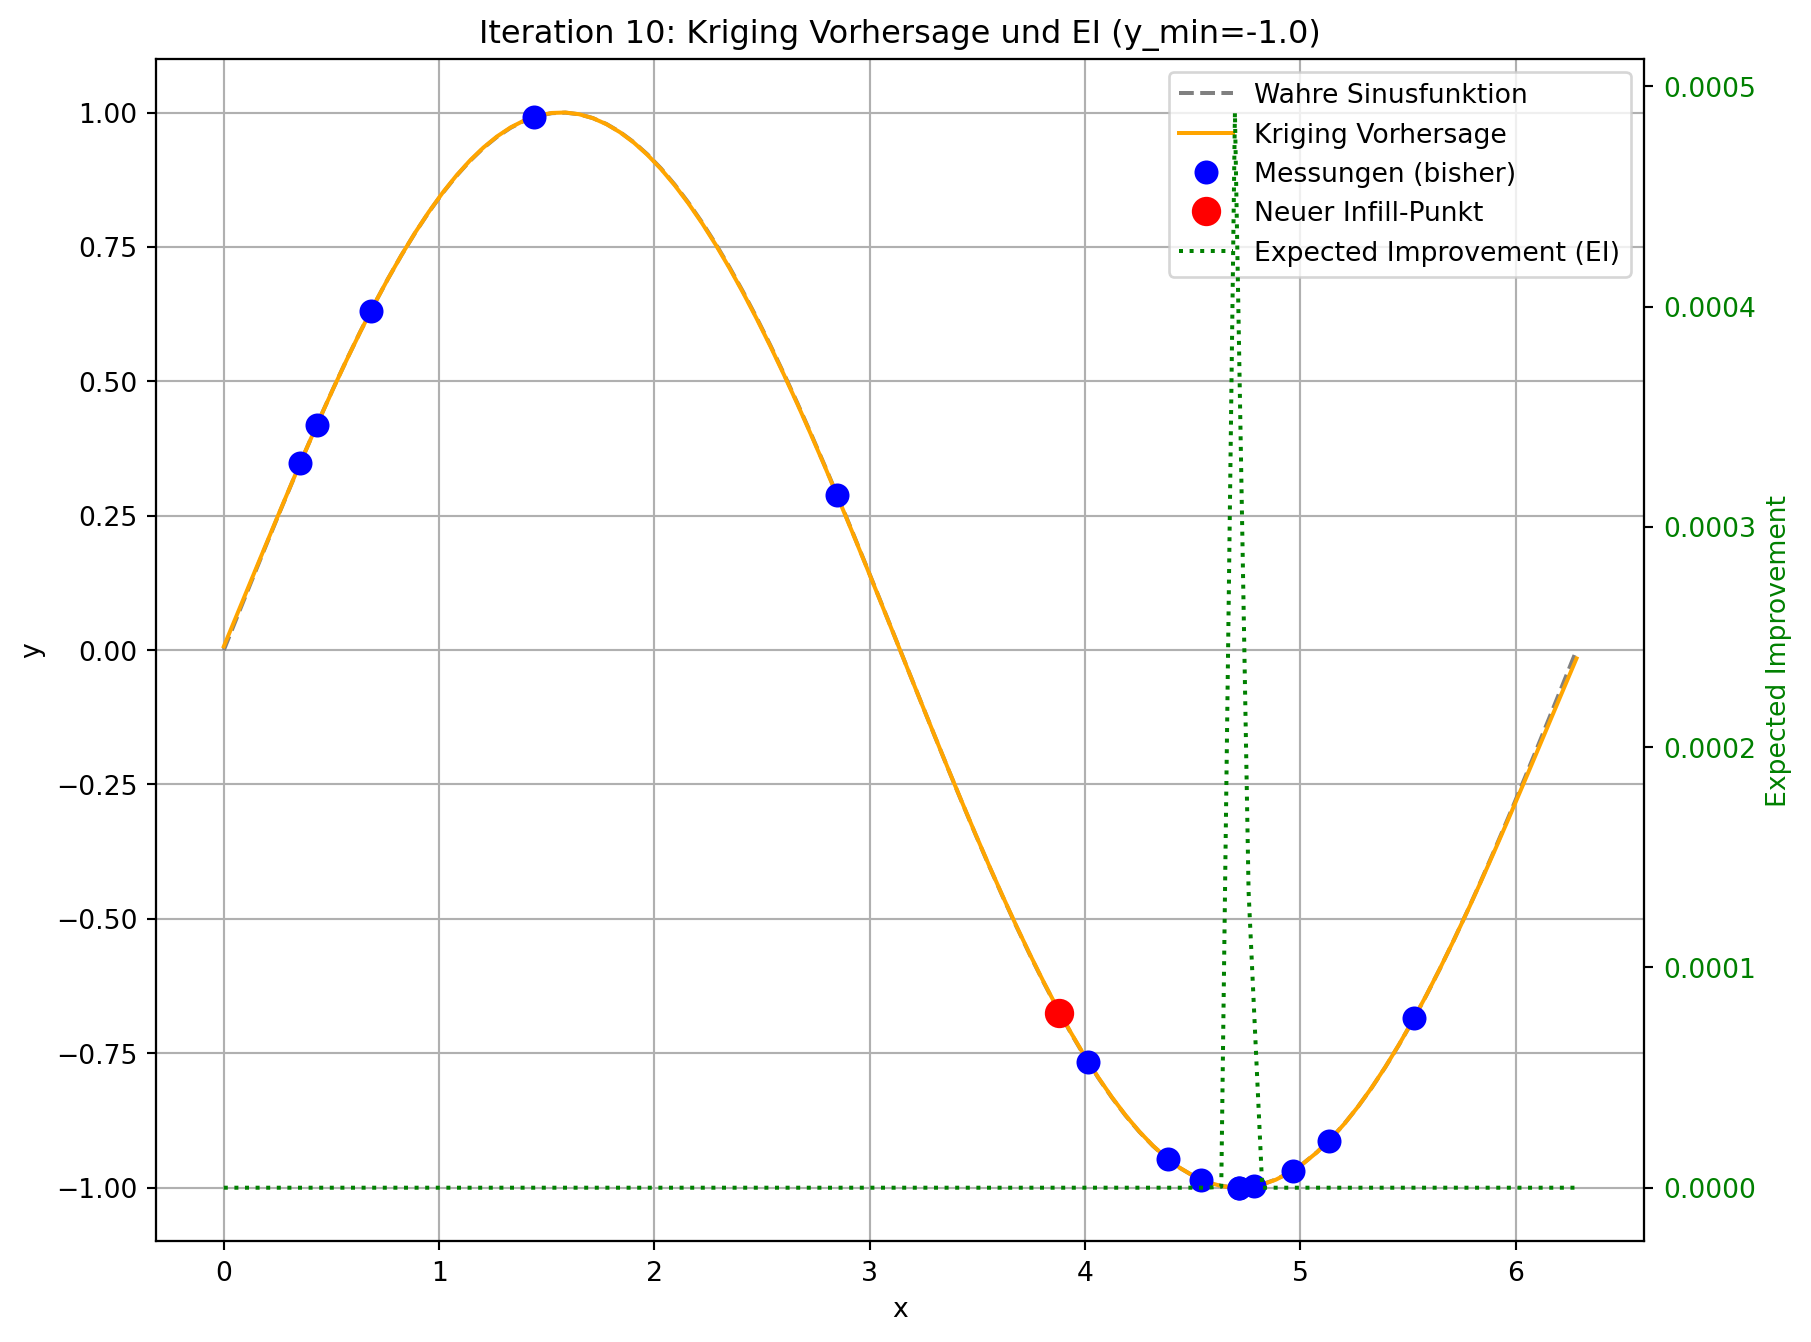 Iteration 10: Kriging Vorhersage und EI (y_min=-1.0)
Wahre Sinusfunktion
Kriging Vorhersage
Messungen (bisher)
Neuer Infill-Punkt
Expected Improvement (EI)
1.00
0.75
0.50
0.25
0.00
−0.25
−0.50
−0.75
−1.00
y
0.0005
0.0004
0.0003
0.0002
0.0001
0.0000
Expected Improvement
0 1 2 3 4 5 6
x